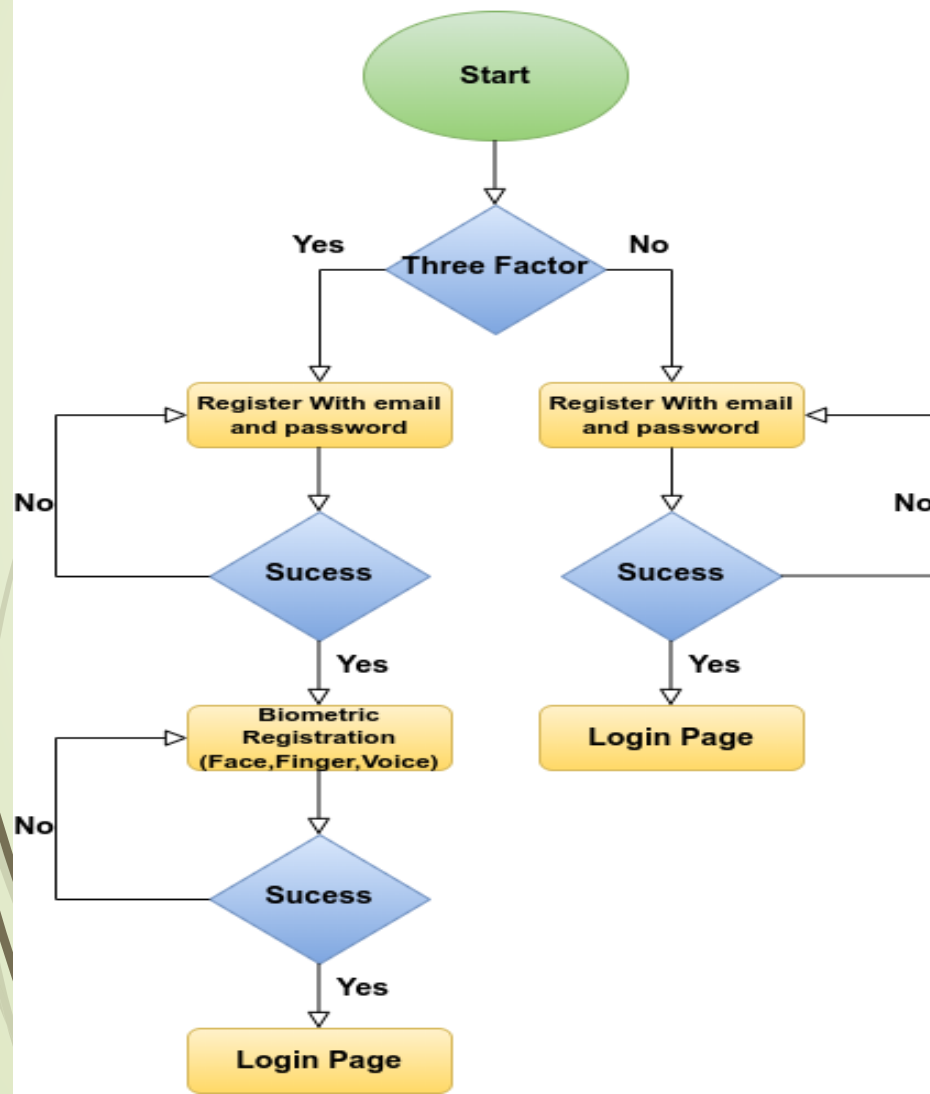 Start
Yes
No
Three Factor
Register With email
and password
Register With email
and password
No
No
Sucess
Sucess
Yes
Yes
Biometric
Registration
(Face,Finger,Voice)
Login Page
No
Sucess
Yes
Login Page